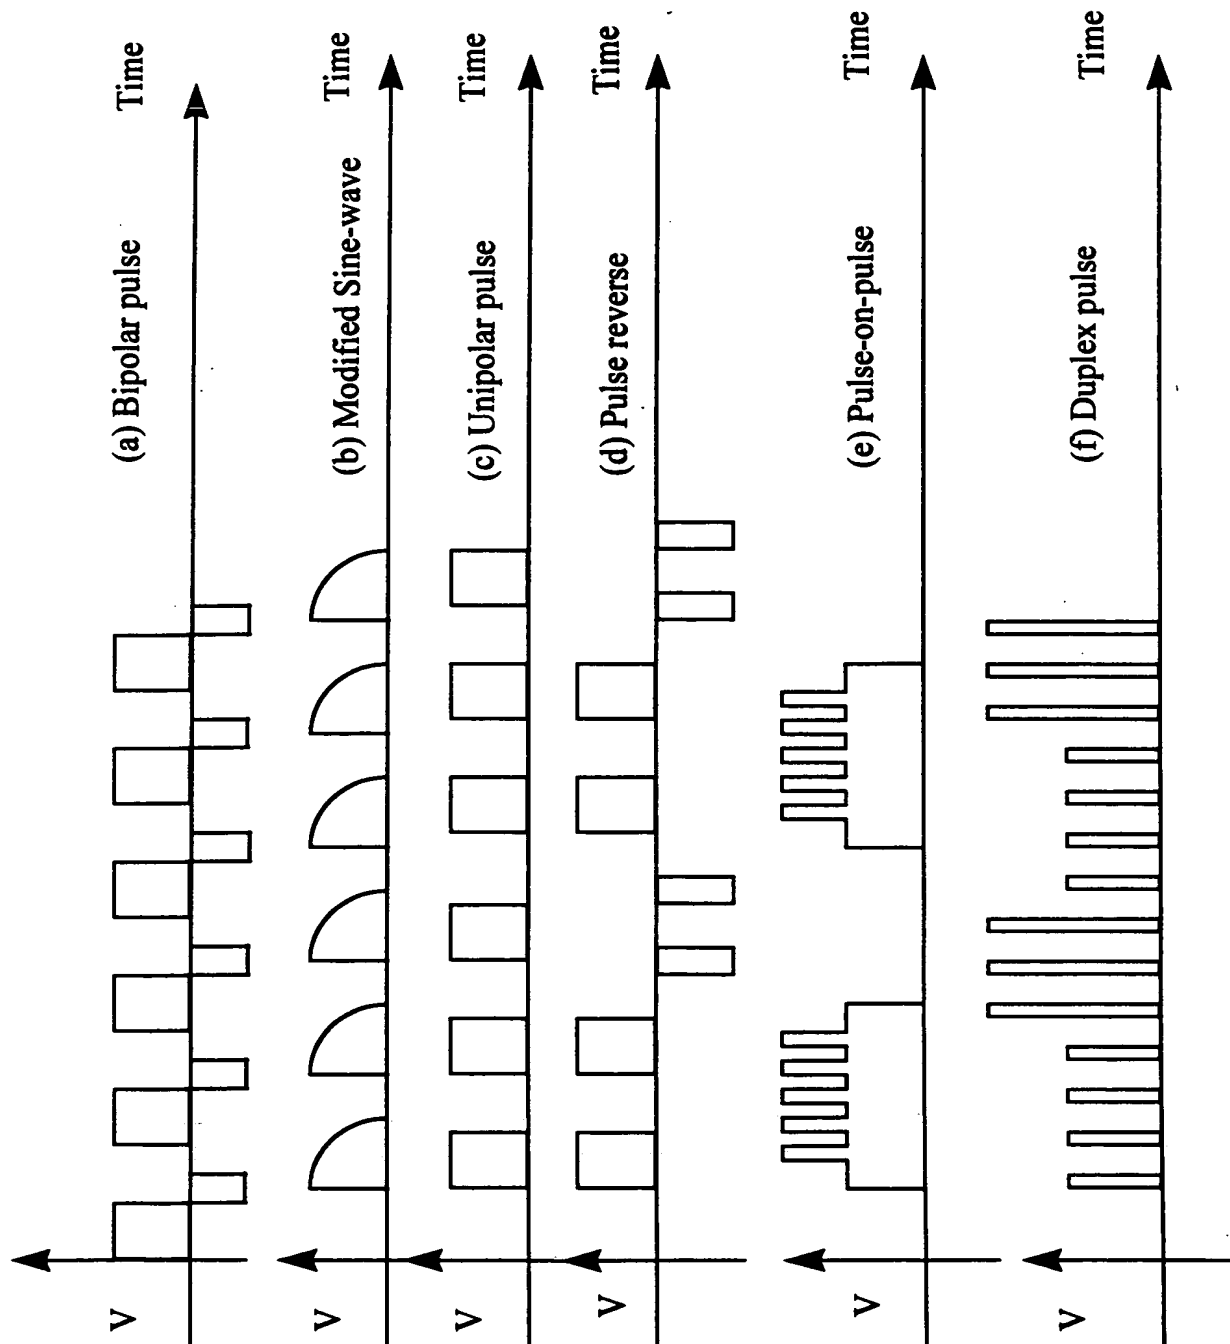 V
(a) Bipolar pulse
Time
V
(b) Modified Sine-wave
Time
V
(c) Unipolar pulse
Time
V
(d) Pulse reverse
Time
V
(e) Pulse-on-pulse
Time
V
(f) Duplex pulse
Time